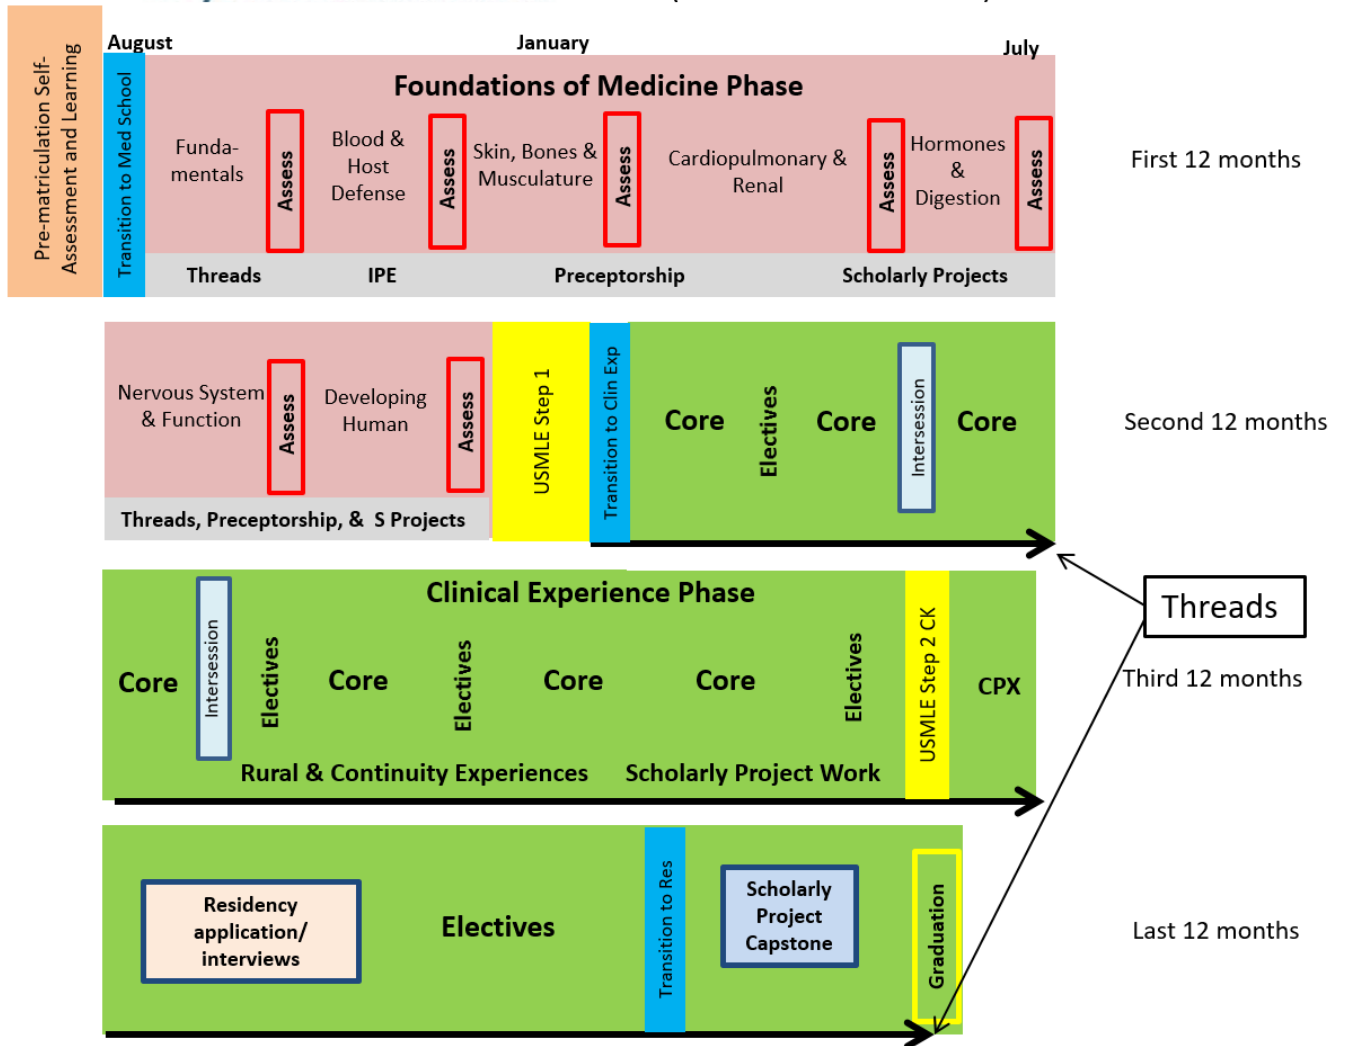 August
January
July
Pre-matriculation Self-
Assessment and Learning
Transition to Med School
Foundations of Medicine Phase
Funda-
mentals
Assess
Blood &
Host
Defense
Assess
Skin, Bones &
Musculature
Assess
Cardiopulmonary &
Renal
Assess
Hormones
&
Digestion
Assess
First 12 months
Threads
IPE
Preceptorship
Scholarly Projects
Nervous System
& Function
Assess
Developing
Human
Assess
USMLE Step 1
Transition to Clin Exp
Core
Electives
Core
Intersession
Core
Second 12 months
Threads, Preceptorship, & S Projects
Clinical Experience Phase
Threads
Core
Intersession
Electives
Core
Electives
Core
Core
Electives
USMLE Step 2 CK
CPX
Third 12 months
Rural & Continuity Experiences
Scholarly Project Work
Residency
application/
interviews
Electives
Transition to Res
Scholarly
Project
Capstone
Graduation
Last 12 months